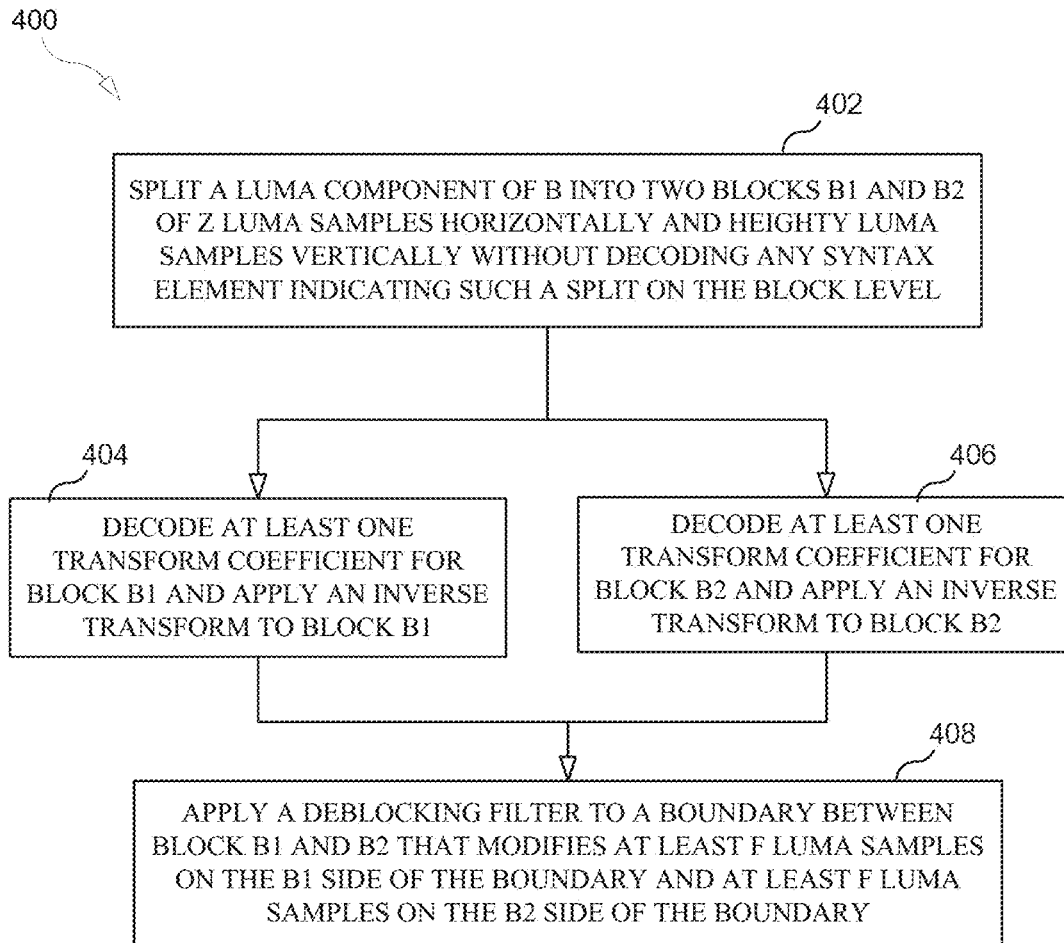 400
402
SPLIT A LUMA COMPONENT OF B INTO TWO BLOCKS B1 AND B2
OF Z LUMA SAMPLES HORIZONTALLY AND HEIGHTY LUMA
SAMPLES VERTICALLY WITHOUT DECODING ANY SYNTAX
ELEMENT INDICATING SUCH A SPLIT ON THE BLOCK LEVEL
404
DECODE AT LEAST ONE
TRANSFORM COEFFICIENT FOR
BLOCK B1 AND APPLY AN INVERSE
TRANSFORM TO BLOCK B1
406
DECODE AT LEAST ONE
TRANSFORM COEFFICIENT FOR
BLOCK B2 AND APPLY AN INVERSE
TRANSFORM TO BLOCK B2
408
APPLY A DEBLOCKING FILTER TO A BOUNDARY BETWEEN
BLOCK B1 AND B2 THAT MODIFIES AT LEAST F LUMA SAMPLES
ON THE B1 SIDE OF THE BOUNDARY AND AT LEAST F LUMA
SAMPLES ON THE B2 SIDE OF THE BOUNDARY